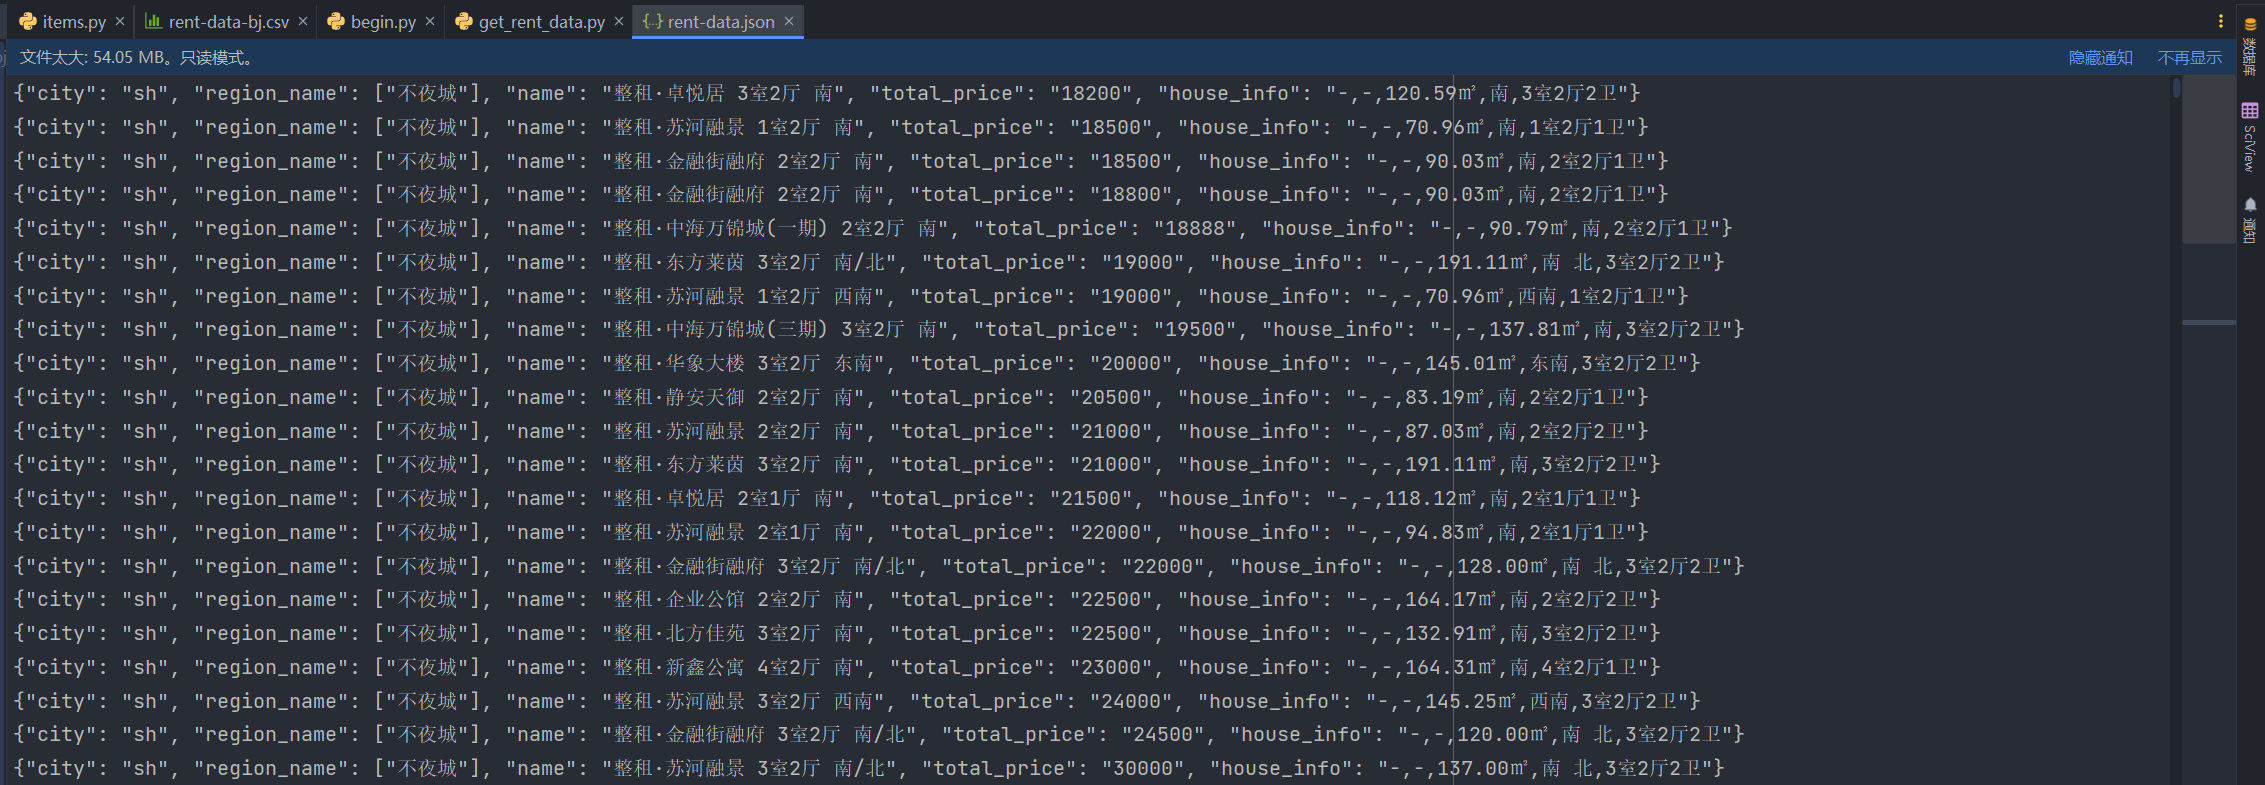 items.py × rent-data-bj.csv × begin.py × get_rent_data.py × rent-data.json ×
文件太大: 54.05 MB。只读模式。 隐藏通知 不再显示
{"city": "sh", "region_name": ["不夜城"], "name": "整租·卓悦居 3室2厅 南", "total_price": "18200", "house_info": "-,-,120.59㎡,南,3室2厅2卫"}
{"city": "sh", "region_name": ["不夜城"], "name": "整租·苏河融景 1室2厅 南", "total_price": "18500", "house_info": "-,-,70.96㎡,南,1室2厅1卫"}
{"city": "sh", "region_name": ["不夜城"], "name": "整租·金融街融府 2室2厅 南", "total_price": "18500", "house_info": "-,-,90.03㎡,南,2室2厅1卫"}
{"city": "sh", "region_name": ["不夜城"], "name": "整租·金融街融府 2室2厅 南", "total_price": "18800", "house_info": "-,-,90.03㎡,南,2室2厅1卫"}
{"city": "sh", "region_name": ["不夜城"], "name": "整租·中海万锦城(一期) 2室2厅 南", "total_price": "18888", "house_info": "-,-,90.79㎡,南,2室2厅1卫"}
{"city": "sh", "region_name": ["不夜城"], "name": "整租·东方莱茵 3室2厅 南/北", "total_price": "19000", "house_info": "-,-,191.11㎡,南 北,3室2厅2卫"}
{"city": "sh", "region_name": ["不夜城"], "name": "整租·苏河融景 1室2厅 西南", "total_price": "19000", "house_info": "-,-,70.96㎡,西南,1室2厅1卫"}
{"city": "sh", "region_name": ["不夜城"], "name": "整租·中海万锦城(三期) 3室2厅 南", "total_price": "19500", "house_info": "-,-,137.81㎡,南,3室2厅2卫"}
{"city": "sh", "region_name": ["不夜城"], "name": "整租·华象大楼 3室2厅 东南", "total_price": "20000", "house_info": "-,-,145.01㎡,东南,3室2厅2卫"}
{"city": "sh", "region_name": ["不夜城"], "name": "整租·静安天御 2室2厅 南", "total_price": "20500", "house_info": "-,-,83.19㎡,南,2室2厅1卫"}
{"city": "sh", "region_name": ["不夜城"], "name": "整租·苏河融景 2室2厅 南", "total_price": "21000", "house_info": "-,-,87.03㎡,南,2室2厅2卫"}
{"city": "sh", "region_name": ["不夜城"], "name": "整租·东方莱茵 3室2厅 南", "total_price": "21000", "house_info": "-,-,191.11㎡,南,3室2厅2卫"}
{"city": "sh", "region_name": ["不夜城"], "name": "整租·卓悦居 2室1厅 南", "total_price": "21500", "house_info": "-,-,118.12㎡,南,2室1厅1卫"}
{"city": "sh", "region_name": ["不夜城"], "name": "整租·苏河融景 2室1厅 南", "total_price": "22000", "house_info": "-,-,94.83㎡,南,2室1厅1卫"}
{"city": "sh", "region_name": ["不夜城"], "name": "整租·金融街融府 3室2厅 南/北", "total_price": "22000", "house_info": "-,-,128.00㎡,南 北,3室2厅2卫"}
{"city": "sh", "region_name": ["不夜城"], "name": "整租·企业公馆 2室2厅 南", "total_price": "22500", "house_info": "-,-,164.17㎡,南,2室2厅2卫"}
{"city": "sh", "region_name": ["不夜城"], "name": "整租·北方佳苑 3室2厅 南", "total_price": "22500", "house_info": "-,-,132.91㎡,南,3室2厅2卫"}
{"city": "sh", "region_name": ["不夜城"], "name": "整租·新鑫公寓 4室2厅 南", "total_price": "23000", "house_info": "-,-,164.31㎡,南,4室2厅1卫"}
{"city": "sh", "region_name": ["不夜城"], "name": "整租·苏河融景 3室2厅 西南", "total_price": "24000", "house_info": "-,-,145.25㎡,西南,3室2厅2卫"}
{"city": "sh", "region_name": ["不夜城"], "name": "整租·金融街融府 3室2厅 南/北", "total_price": "24500", "house_info": "-,-,120.00㎡,南 北,3室2厅2卫"}
{"city": "sh", "region_name": ["不夜城"], "name": "整租·苏河融景 3室2厅 南/北", "total_price": "30000", "house_info": "-,-,137.00㎡,南 北,3室2厅2卫"}
数据库
SciView
通知